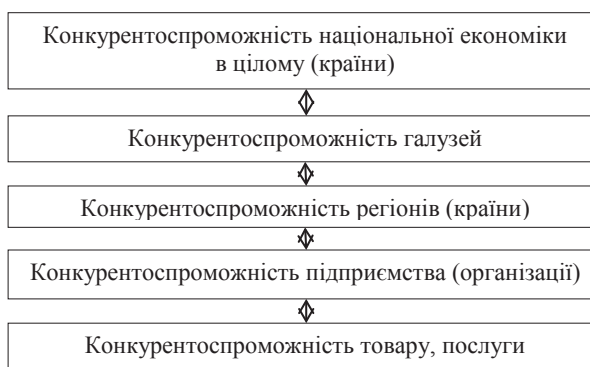 Конкурентоспроможність національної економіки
в цілому (країни)
Конкурентоспроможність галузей
Конкурентоспроможність регіонів (країни)
Конкурентоспроможність підприємства (організації)
Конкурентоспроможність товару, послуги